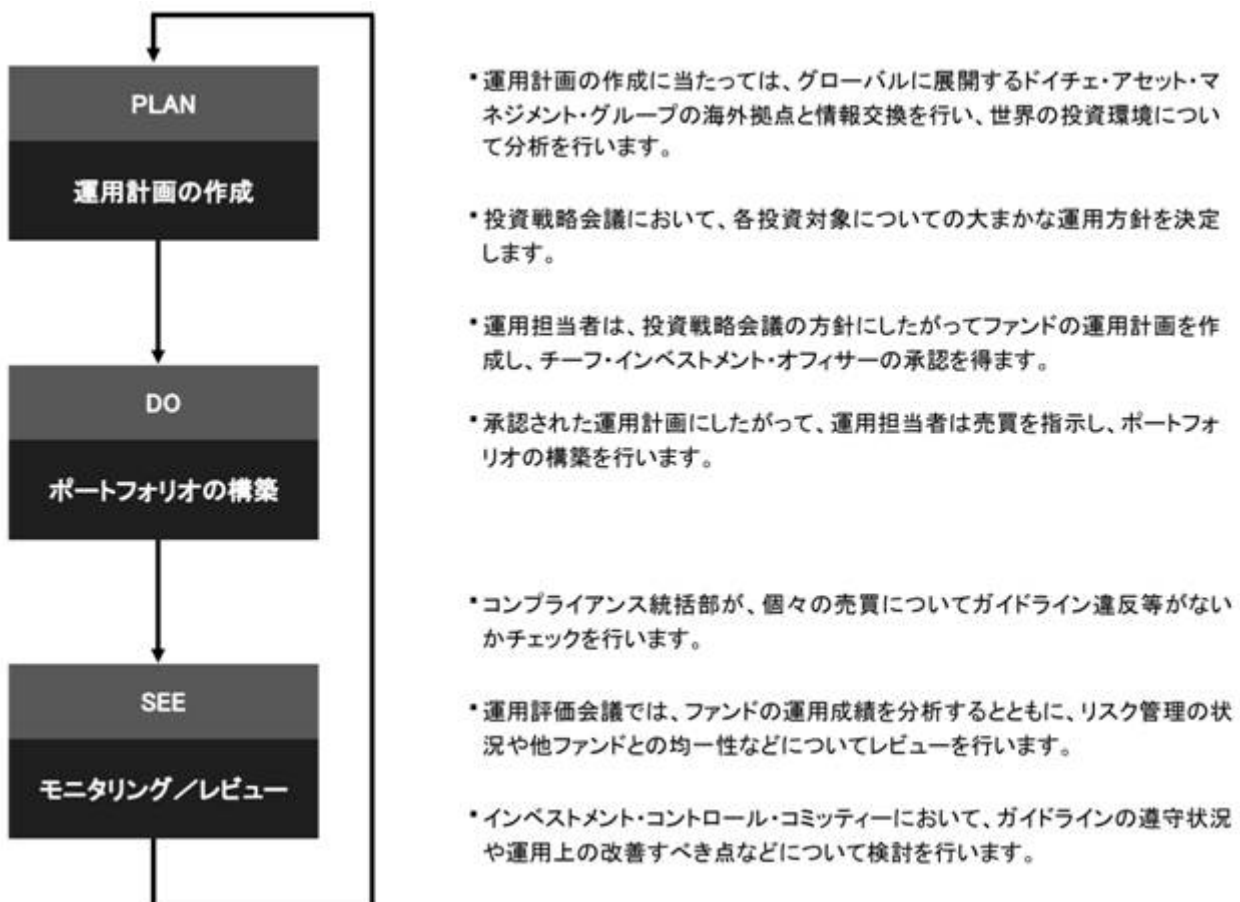 PLAN
運用計画の作成
・運用計画の作成に当たっては、グローバルに展開するドイチェ・アセット・マ
ネジメント・グループの海外拠点と情報交換を行い、世界の投資環境につい
て分析を行います。
・投資戦略会議において、各投資対象についての大まかな運用方針を決定
します。
・運用担当者は、投資戦略会議の方針にしたがってファンドの運用計画を作
成し、チーフ・インベストメント・オフィサーの承認を得ます。
DO
ポートフォリオの構築
・承認された運用計画にしたがって、運用担当者は売買を指示し、ポートフォ
リオの構築を行います。
SEE
モニタリング／レビュー
・コンプライアンス統括部が、個々の売買についてガイドライン違反等がない
かチェックを行います。
・運用評価会議では、ファンドの運用成績を分析するとともに、リスク管理の状
況や他ファンドとの均一性などについてレビューを行います。
・インベストメント・コントロール・コミッティーにおいて、ガイドラインの遵守状況
や運用上の改善すべき点などについて検討を行います。